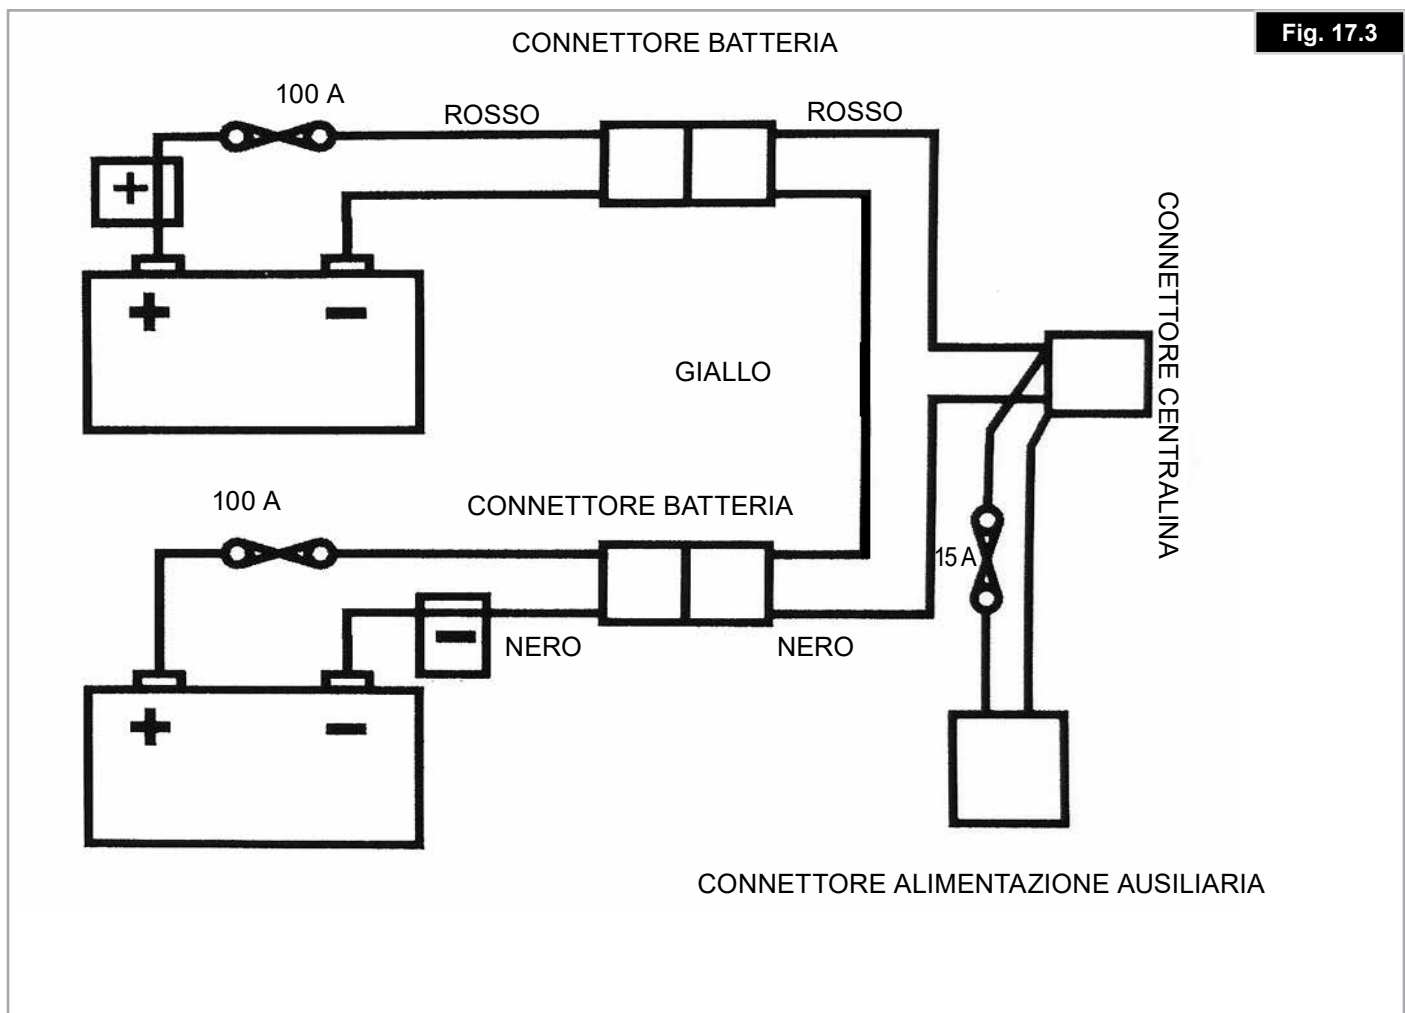 Fig. 17.3
CONNETTORE BATTERIA
100 A
ROSSO
ROSSO
+
+
−
CONNETTORE CENTRALINA
GIALLO
100 A
CONNETTORE BATTERIA
15 A
−
NERO
NERO
+
−
CONNETTORE ALIMENTAZIONE AUSILIARIA